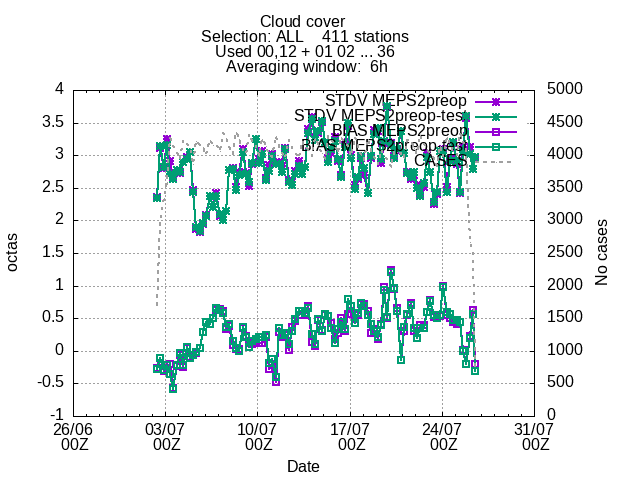 Cloud cover
Selection: ALL 411 stations
Used 00,12 + 01 02 ... 36
Averaging window: 6h
STDV MEPS2preop
STDV MEPS2preop-test
BIAS MEPS2preop
BIAS MEPS2preop-test
CASES
4
3.5
3
2.5
2
1.5
1
0.5
0
-0.5
-1
octas
5000
4500
4000
3500
3000
2500
2000
1500
1000
500
0
No cases
26/06 03/07 10/07 17/07 24/07 31/07
00Z 00Z 00Z 00Z 00Z 00Z
Date